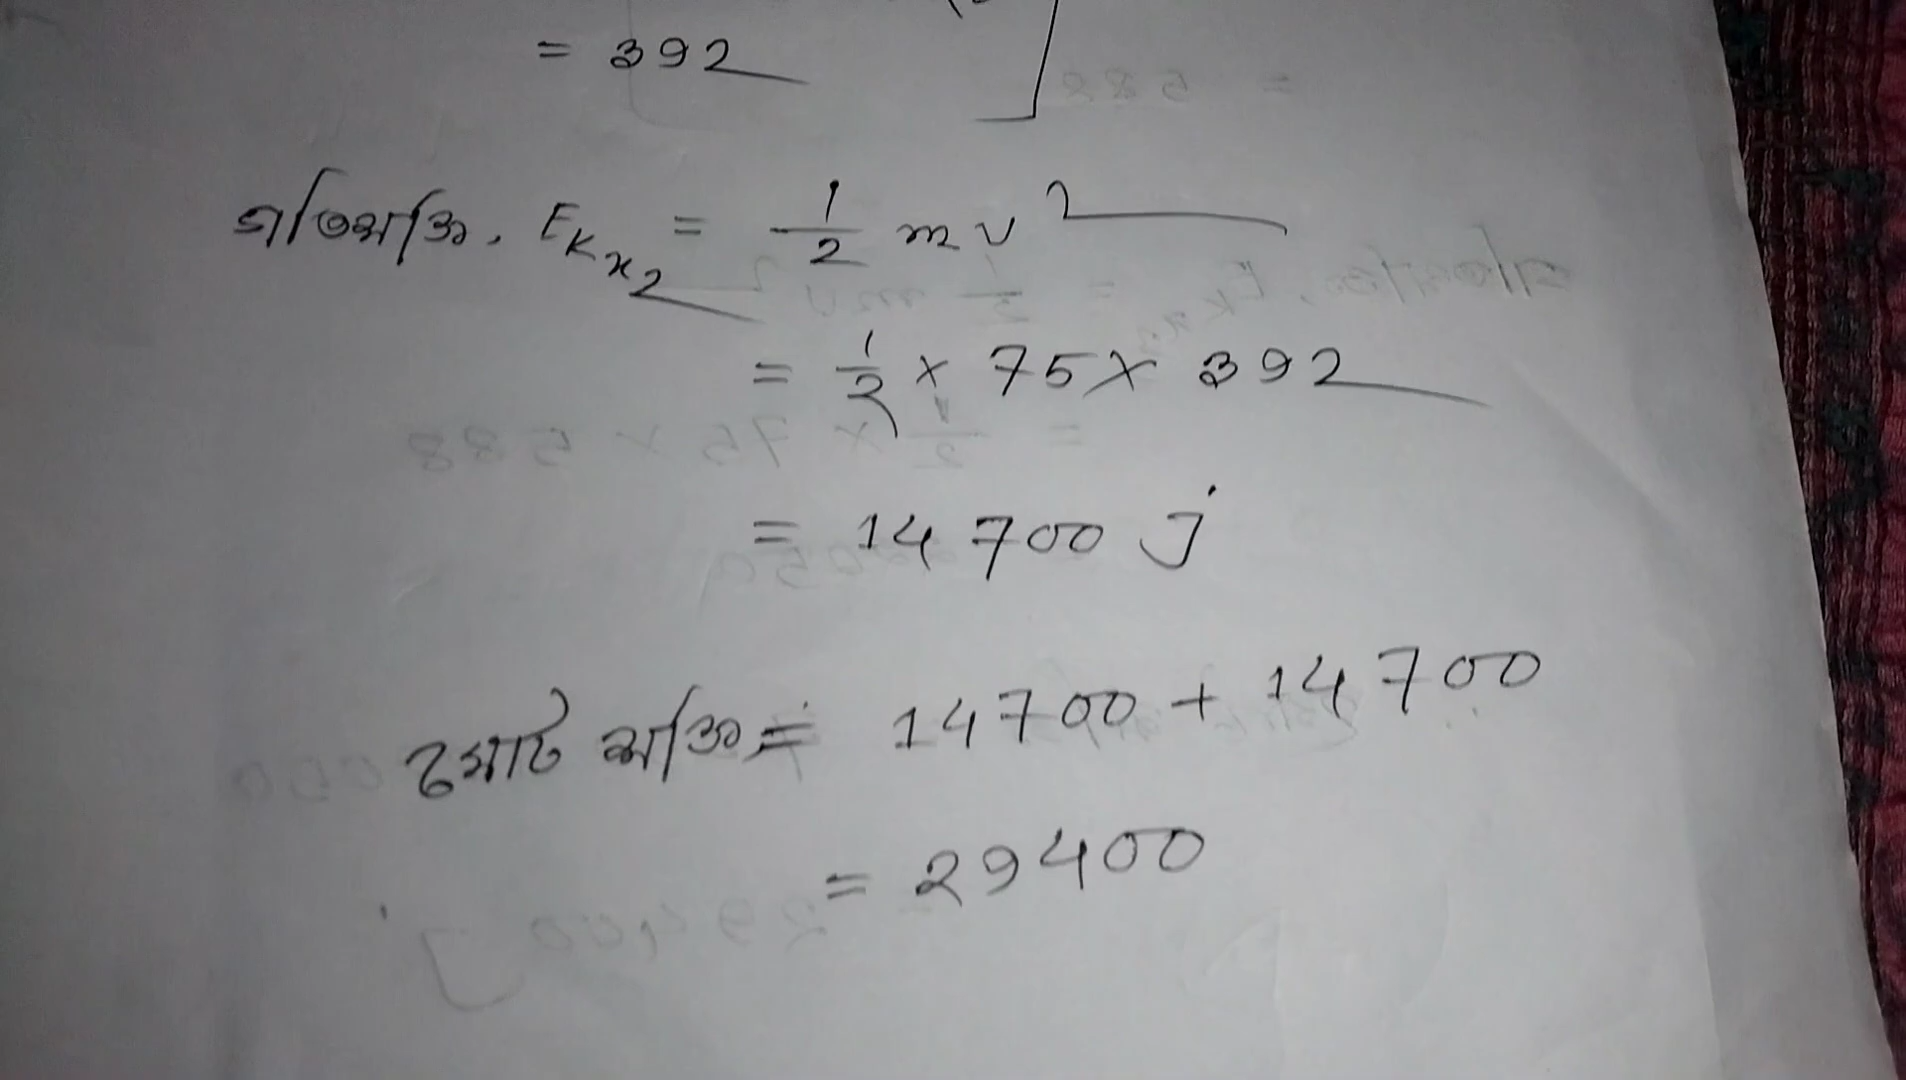 = 392
গতিশক্তি, Eₖₓ₂ = 1/2 mv²
= 1/2 × 75 × 392
= 14700 J
মোট শক্তি = 14700 + 14700
= 29400